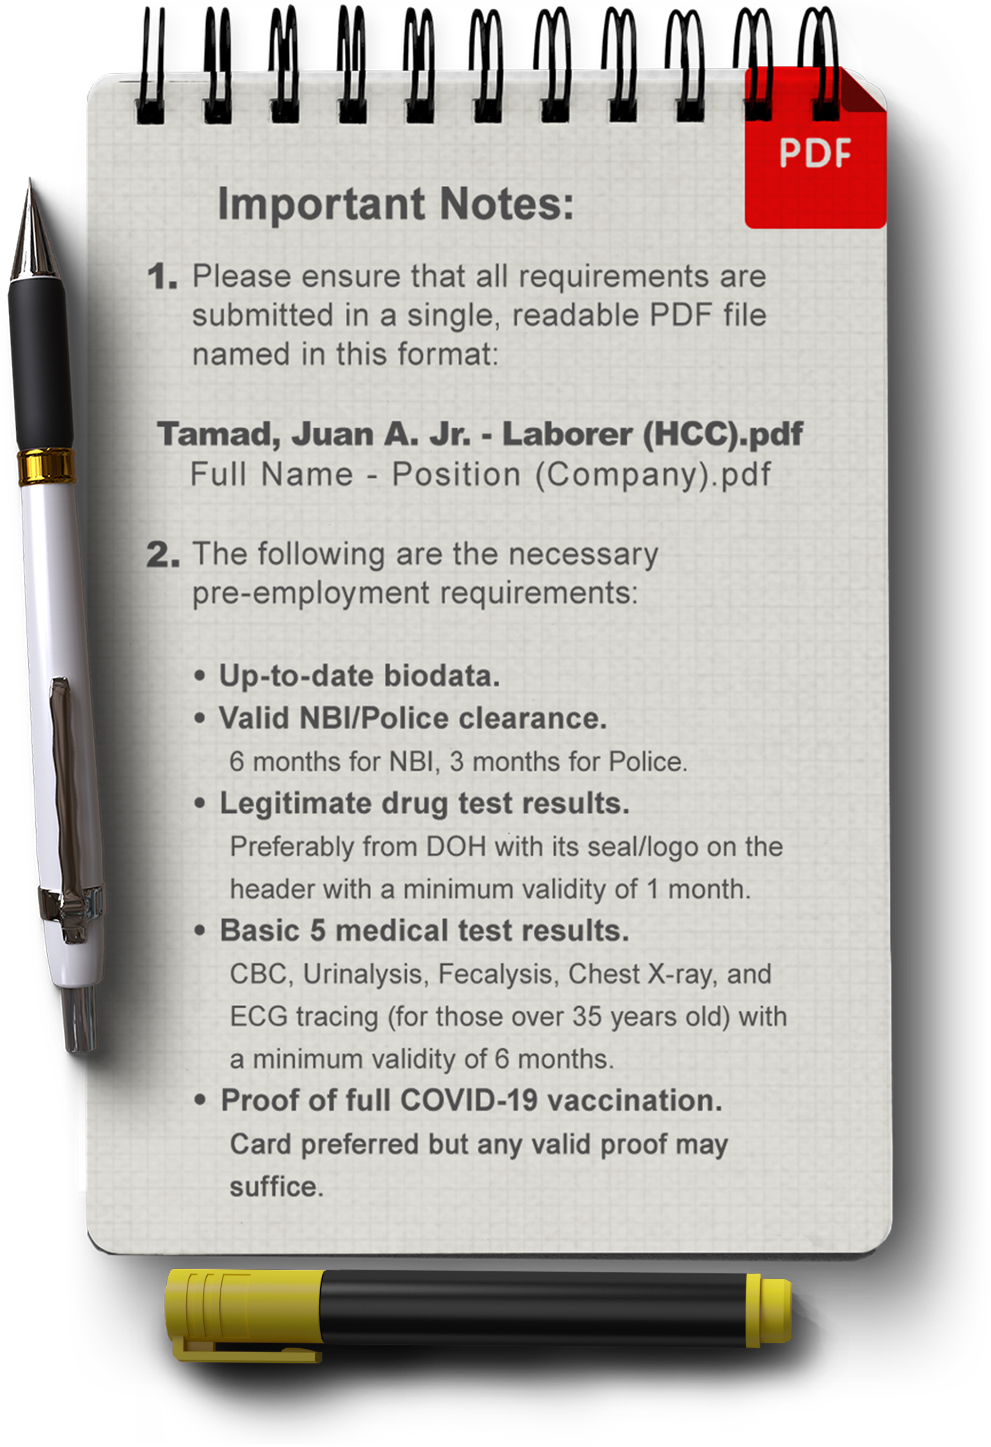 PDF
Important Notes:
1. Please ensure that all requirements are
submitted in a single, readable PDF file
named in this format:
Tamad, Juan A. Jr. - Laborer (HCC).pdf
Full Name - Position (Company).pdf
2. The following are the necessary
pre-employment requirements:
• Up-to-date biodata.
• Valid NBI/Police clearance.
6 months for NBI, 3 months for Police.
• Legitimate drug test results.
Preferably from DOH with its seal/logo on the
header with a minimum validity of 1 month.
• Basic 5 medical test results.
CBC, Urinalysis, Fecalysis, Chest X-ray, and
ECG tracing (for those over 35 years old) with
a minimum validity of 6 months.
• Proof of full COVID-19 vaccination.
Card preferred but any valid proof may
suffice.